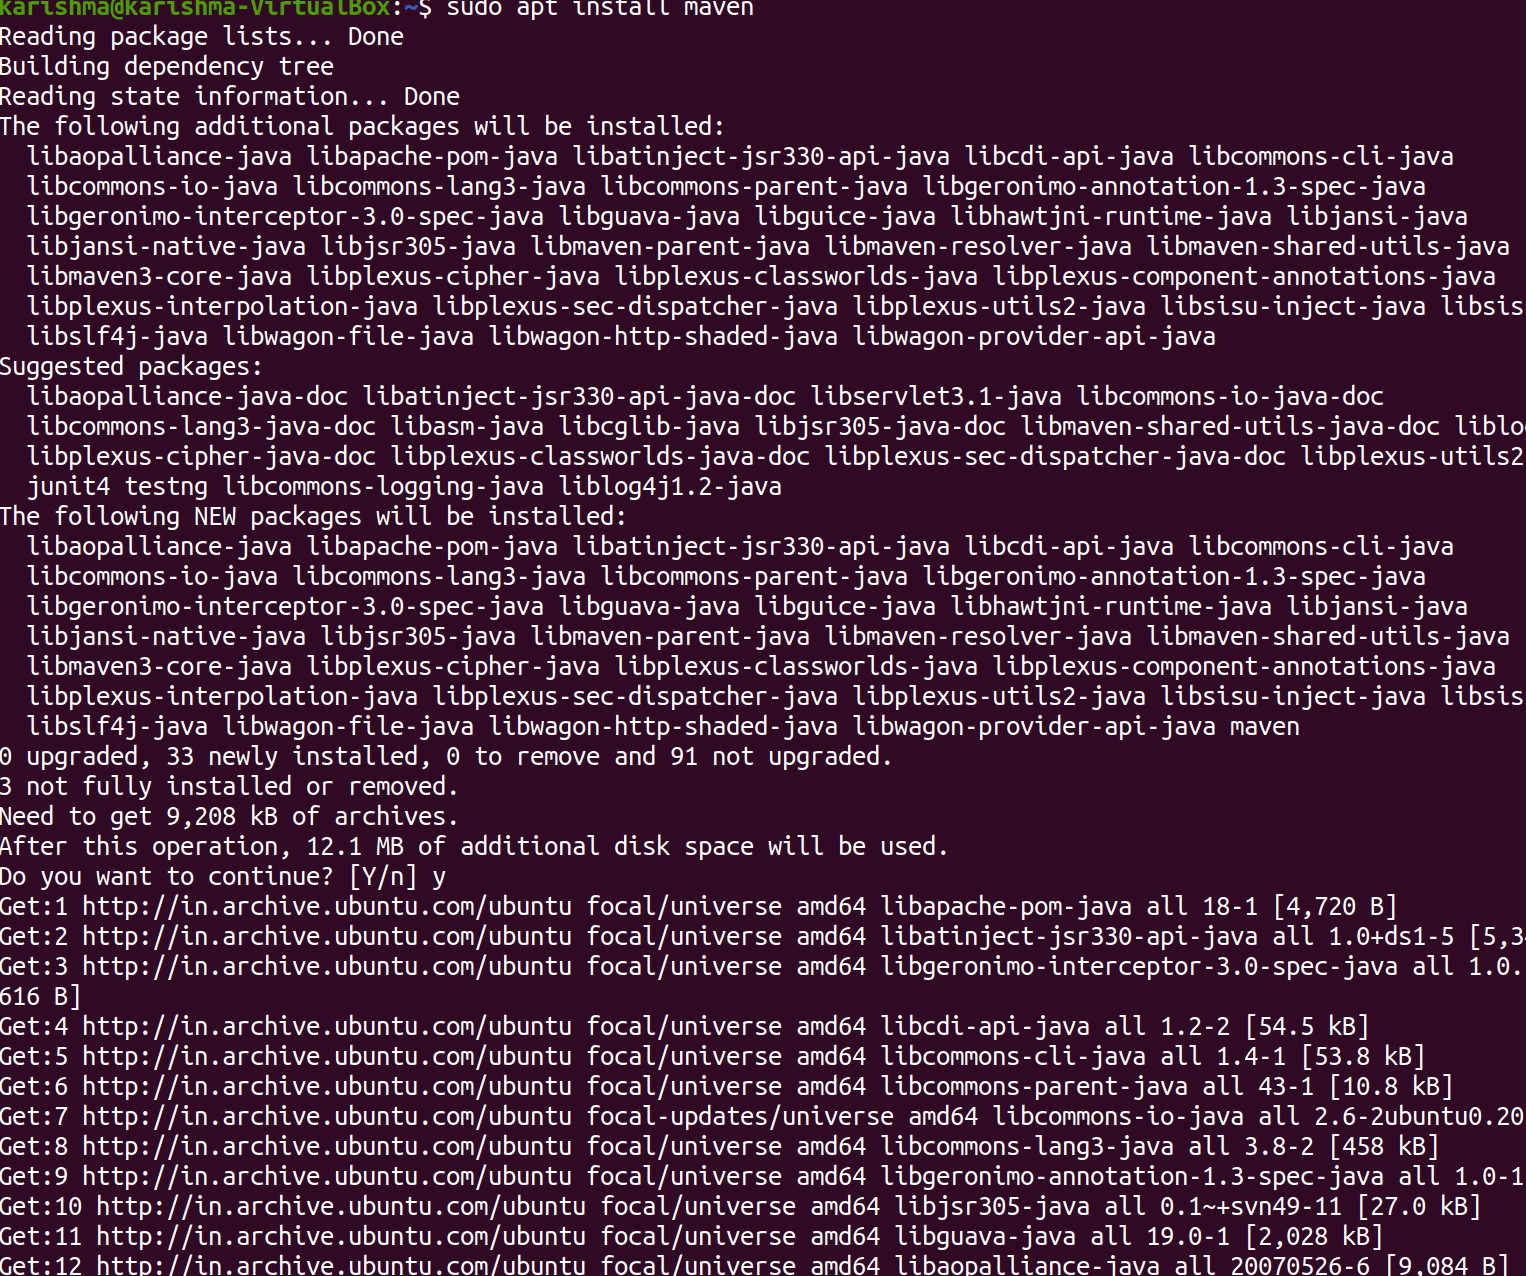 karishma@karishma-VirtualBox:~$ sudo apt install maven
Reading package lists... Done
Building dependency tree
Reading state information... Done
The following additional packages will be installed:
  libaopalliance-java libapache-pom-java libatinject-jsr330-api-java libcdi-api-java libcommons-cli-java
  libcommons-io-java libcommons-lang3-java libcommons-parent-java libgeronimo-annotation-1.3-spec-java
  libgeronimo-interceptor-3.0-spec-java libguava-java libguice-java libhawtjni-runtime-java libjansi-java
  libjansi-native-java libjsr305-java libmaven-parent-java libmaven-resolver-java libmaven-shared-utils-java
  libmaven3-core-java libplexus-cipher-java libplexus-classworlds-java libplexus-component-annotations-java
  libplexus-interpolation-java libplexus-sec-dispatcher-java libplexus-utils2-java libsisu-inject-java libsis
  libslf4j-java libwagon-file-java libwagon-http-shaded-java libwagon-provider-api-java
Suggested packages:
  libaopalliance-java-doc libatinject-jsr330-api-java-doc libservlet3.1-java libcommons-io-java-doc
  libcommons-lang3-java-doc libasm-java libcglib-java libjsr305-java-doc libmaven-shared-utils-java-doc liblo
  libplexus-cipher-java-doc libplexus-classworlds-java-doc libplexus-sec-dispatcher-java-doc libplexus-utils2
  junit4 testng libcommons-logging-java liblog4j1.2-java
The following NEW packages will be installed:
  libaopalliance-java libapache-pom-java libatinject-jsr330-api-java libcdi-api-java libcommons-cli-java
  libcommons-io-java libcommons-lang3-java libcommons-parent-java libgeronimo-annotation-1.3-spec-java
  libgeronimo-interceptor-3.0-spec-java libguava-java libguice-java libhawtjni-runtime-java libjansi-java
  libjansi-native-java libjsr305-java libmaven-parent-java libmaven-resolver-java libmaven-shared-utils-java
  libmaven3-core-java libplexus-cipher-java libplexus-classworlds-java libplexus-component-annotations-java
  libplexus-interpolation-java libplexus-sec-dispatcher-java libplexus-utils2-java libsisu-inject-java libsis
  libslf4j-java libwagon-file-java libwagon-http-shaded-java libwagon-provider-api-java maven
0 upgraded, 33 newly installed, 0 to remove and 91 not upgraded.
3 not fully installed or removed.
Need to get 9,208 kB of archives.
After this operation, 12.1 MB of additional disk space will be used.
Do you want to continue? [Y/n] y
Get:1 http://in.archive.ubuntu.com/ubuntu focal/universe amd64 libapache-pom-java all 18-1 [4,720 B]
Get:2 http://in.archive.ubuntu.com/ubuntu focal/universe amd64 libatinject-jsr330-api-java all 1.0+ds1-5 [5,3
Get:3 http://in.archive.ubuntu.com/ubuntu focal/universe amd64 libgeronimo-interceptor-3.0-spec-java all 1.0.
616 B]
Get:4 http://in.archive.ubuntu.com/ubuntu focal/universe amd64 libcdi-api-java all 1.2-2 [54.5 kB]
Get:5 http://in.archive.ubuntu.com/ubuntu focal/universe amd64 libcommons-cli-java all 1.4-1 [53.8 kB]
Get:6 http://in.archive.ubuntu.com/ubuntu focal/universe amd64 libcommons-parent-java all 43-1 [10.8 kB]
Get:7 http://in.archive.ubuntu.com/ubuntu focal-updates/universe amd64 libcommons-io-java all 2.6-2ubuntu0.20
Get:8 http://in.archive.ubuntu.com/ubuntu focal/universe amd64 libcommons-lang3-java all 3.8-2 [458 kB]
Get:9 http://in.archive.ubuntu.com/ubuntu focal/universe amd64 libgeronimo-annotation-1.3-spec-java all 1.0-1
Get:10 http://in.archive.ubuntu.com/ubuntu focal/universe amd64 libjsr305-java all 0.1~+svn49-11 [27.0 kB]
Get:11 http://in.archive.ubuntu.com/ubuntu focal/universe amd64 libguava-java all 19.0-1 [2,028 kB]
Get:12 http://in.archive.ubuntu.com/ubuntu focal/universe amd64 libaopalliance-java all 20070526-6 [9,084 B]